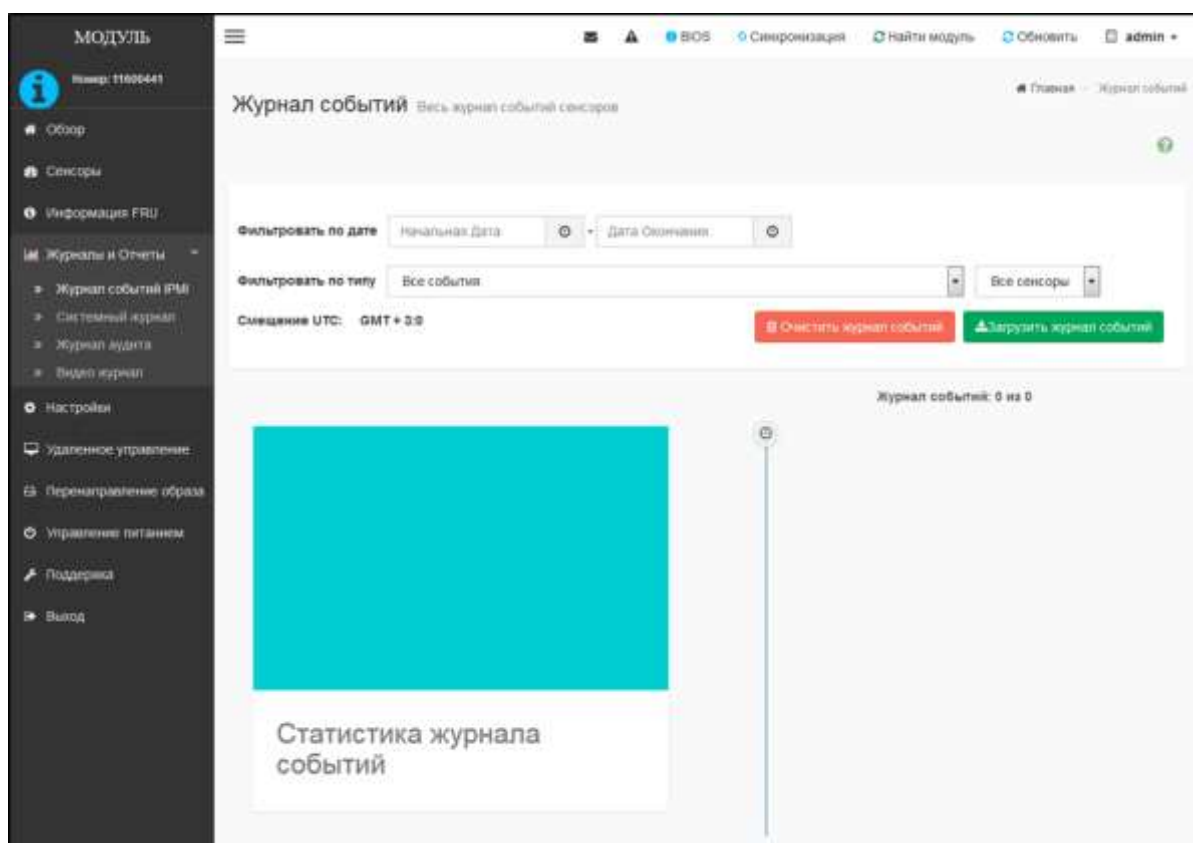 МОДУЛЬ
Номер: 11600441
Обзор
Сенсоры
Информация FRU
Журналы и Отчеты
Журнал событий IPMI
Системный журнал
Журнал аудита
Видео журнал
Настройки
Удаленное управление
Перенаправление образа
Управление питанием
Поддержка
Выход
BIOS
Синхронизация
Найти модуль
Обновить
admin
Журнал событий Весь журнал событий сенсоров
Главная - Журнал событий
Фильтровать по дате Начальная Дата - Дата Окончания
Фильтровать по типу Все события Все сенсоры
Смещение UTC: GMT + 3:0
Очистить журнал событий
Загрузить журнал событий
Журнал событий: 0 из 0
Статистика журнала
событий